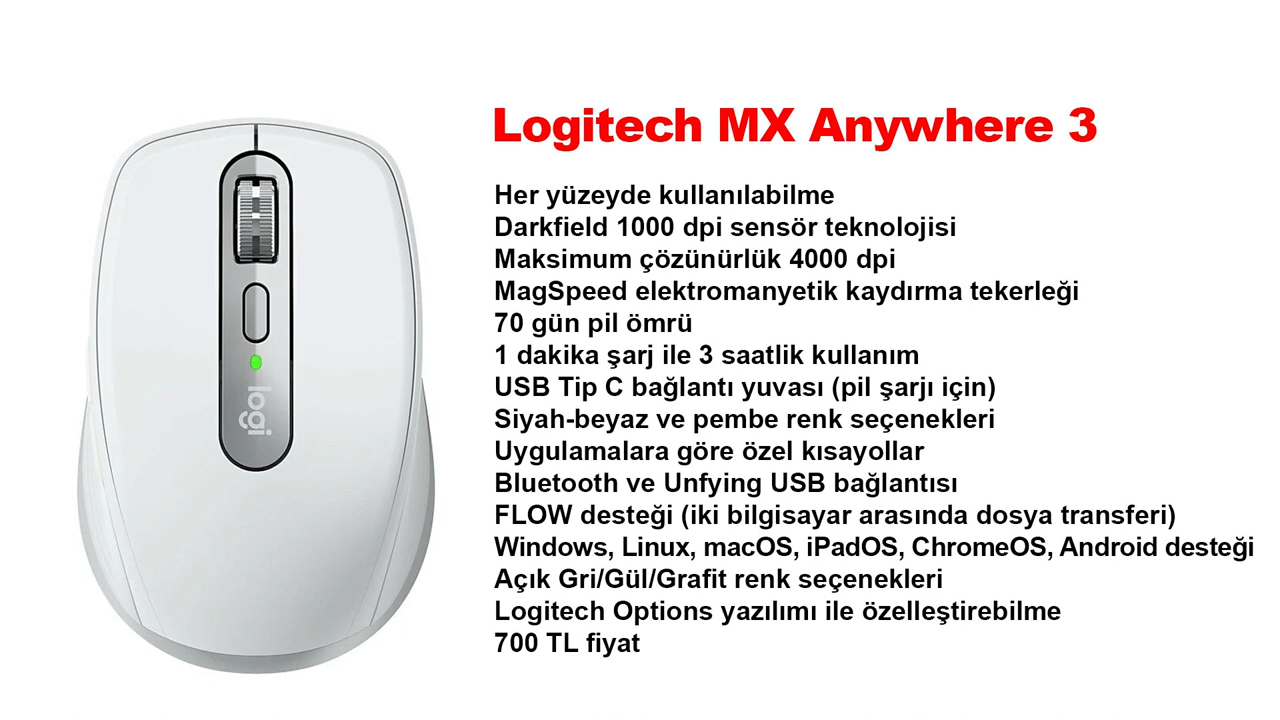 Logitech MX Anywhere 3
Her yüzeyde kullanılabilme
Darkfield 1000 dpi sensör teknolojisi
Maksimum çözünürlük 4000 dpi
MagSpeed elektromanyetik kaydırma tekerleği
70 gün pil ömrü
1 dakika şarj ile 3 saatlik kullanım
USB Tip C bağlantı yuvası (pil şarjı için)
Siyah-beyaz ve pembe renk seçenekleri
Uygulamalara göre özel kısayollar
Bluetooth ve Unfying USB bağlantısı
FLOW desteği (iki bilgisayar arasında dosya transferi)
Windows, Linux, macOS, iPadOS, ChromeOS, Android desteği
Açık Gri/Gül/Grafit renk seçenekleri
Logitech Options yazılımı ile özelleştirebilme
700 TL fiyat
logi